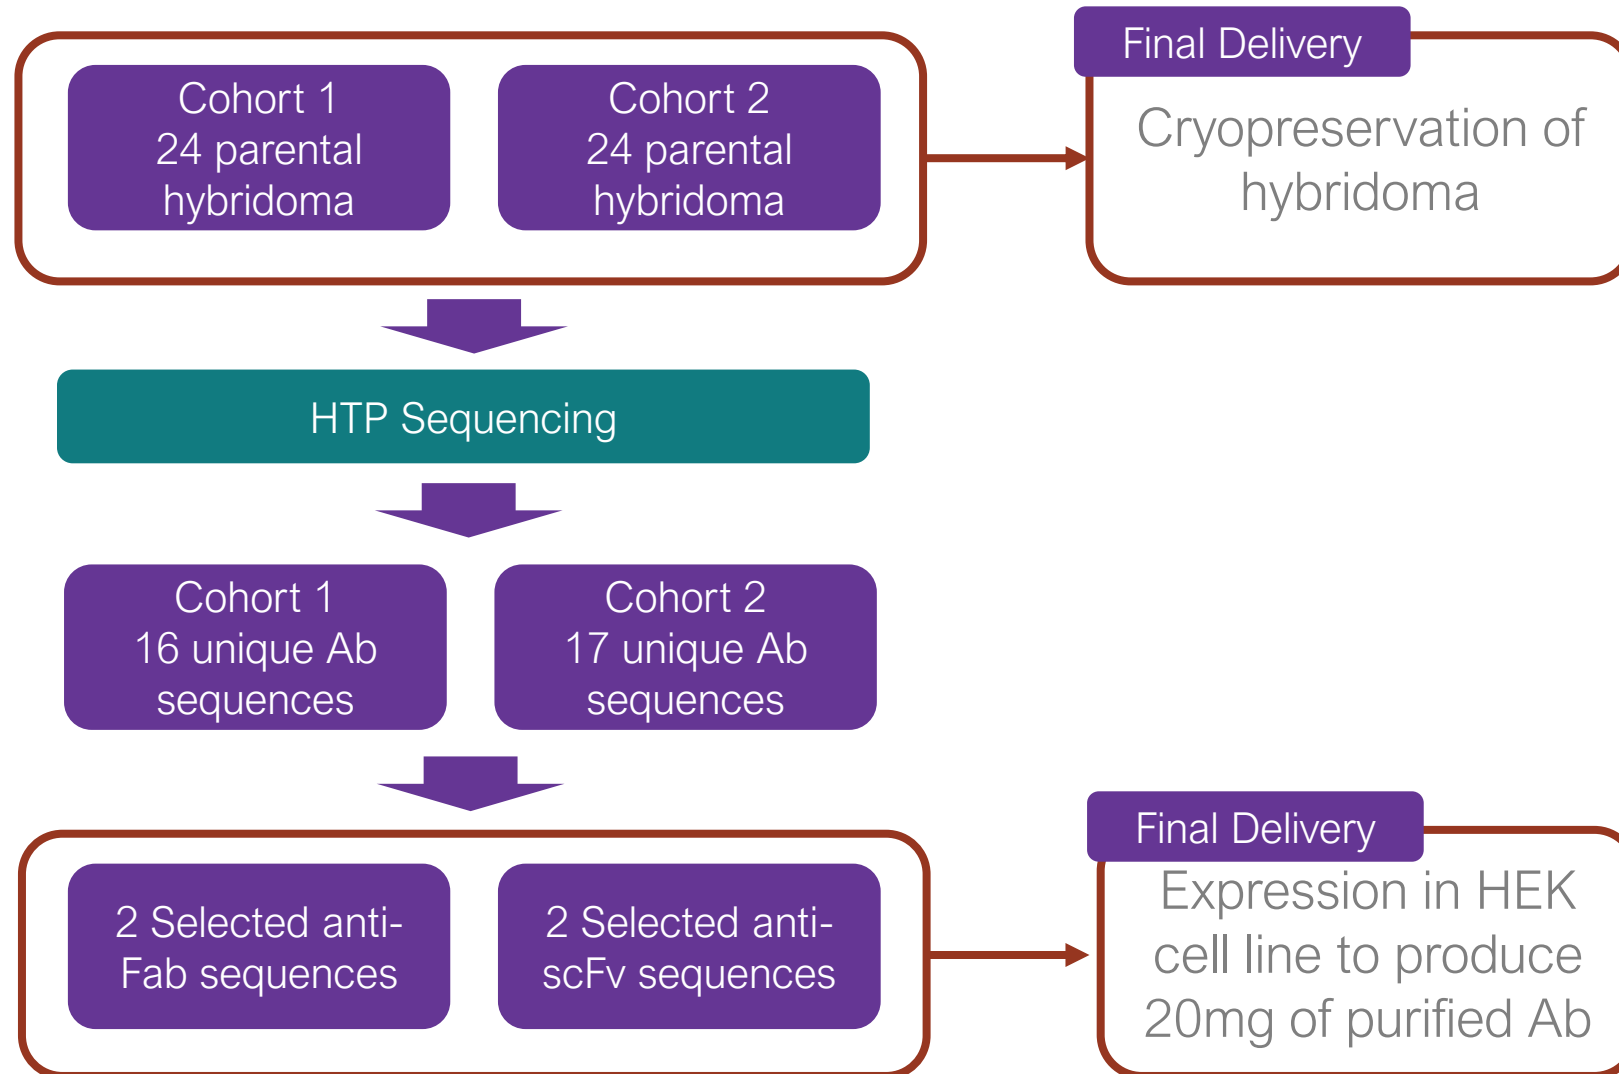 Cohort 1
24 parental
hybridoma
Cohort 2
24 parental
hybridoma
Final Delivery
Cryopreservation of
hybridoma
HTP Sequencing
Cohort 1
16 unique Ab
sequences
Cohort 2
17 unique Ab
sequences
2 Selected anti-
Fab sequences
2 Selected anti-
scFv sequences
Final Delivery
Expression in HEK
cell line to produce
20mg of purified Ab